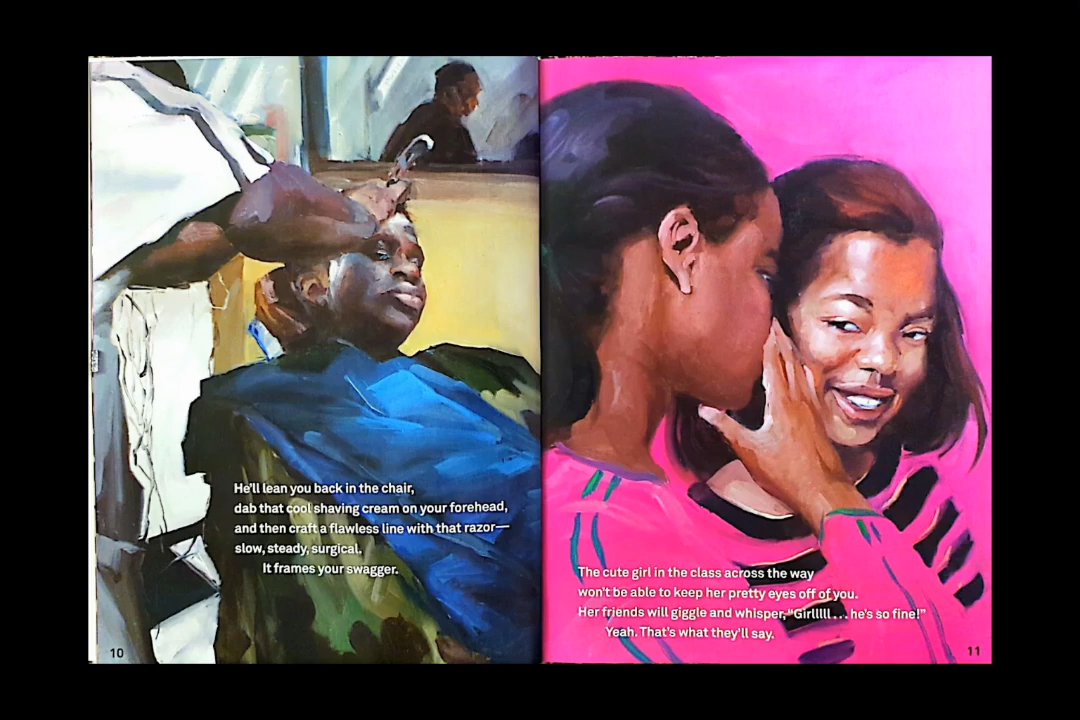 He'll lean you back in the chair,
dab that cool shaving cream on your forehead,
and then craft a flawless line with that razor—
slow, steady, surgical.
It frames your swagger.
10
The cute girl in the class across the way
won't be able to keep her pretty eyes off of you.
Her friends will giggle and whisper, “Girlllll . . . he's so fine!”
Yeah. That's what they'll say.
11